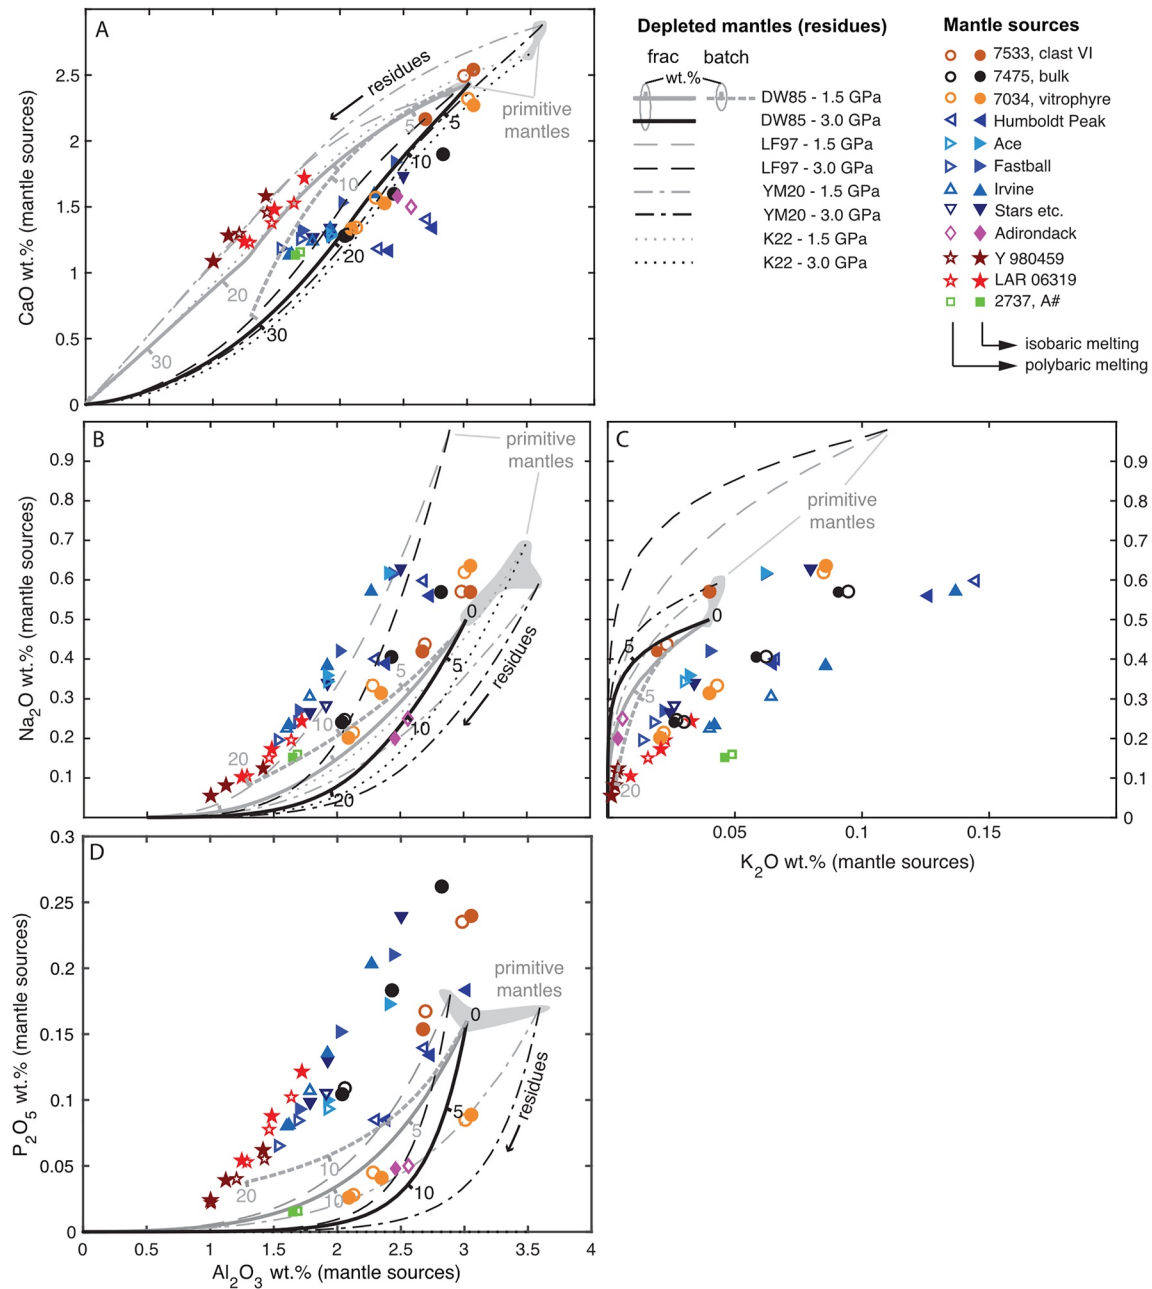 A
CaO wt.% (mantle sources)
2.5
2
1.5
1
0.5
0
residues
primitive
mantles
5
5
10
10
20
20
30
30
Depleted mantles (residues)
frac batch
wt.%
DW85 - 1.5 GPa
DW85 - 3.0 GPa
LF97 - 1.5 GPa
LF97 - 3.0 GPa
YM20 - 1.5 GPa
YM20 - 3.0 GPa
K22 - 1.5 GPa
K22 - 3.0 GPa
Mantle sources
7533, clast VI
7475, bulk
7034, vitrophyre
Humboldt Peak
Ace
Fastball
Irvine
Stars etc.
Adirondack
Y 980459
LAR 06319
2737, A#
isobaric melting
polybaric melting
B
Na2O wt.% (mantle sources)
0.9
0.8
0.7
0.6
0.5
0.4
0.3
0.2
0.1
primitive
mantles
0
5
5
10
10
20
20
residues
C
primitive
mantles
0
5
5
20
0.9
0.8
0.7
0.6
0.5
0.4
0.3
0.2
0.1
0
0.05
0.1
0.15
K2O wt.% (mantle sources)
D
P2O5 wt.% (mantle sources)
0.3
0.25
0.2
0.15
0.1
0.05
0
primitive
mantles
0
5
5
10
10
10
20
residues
0
0.5
1
1.5
2
2.5
3
3.5
4
Al2O3 wt.% (mantle sources)